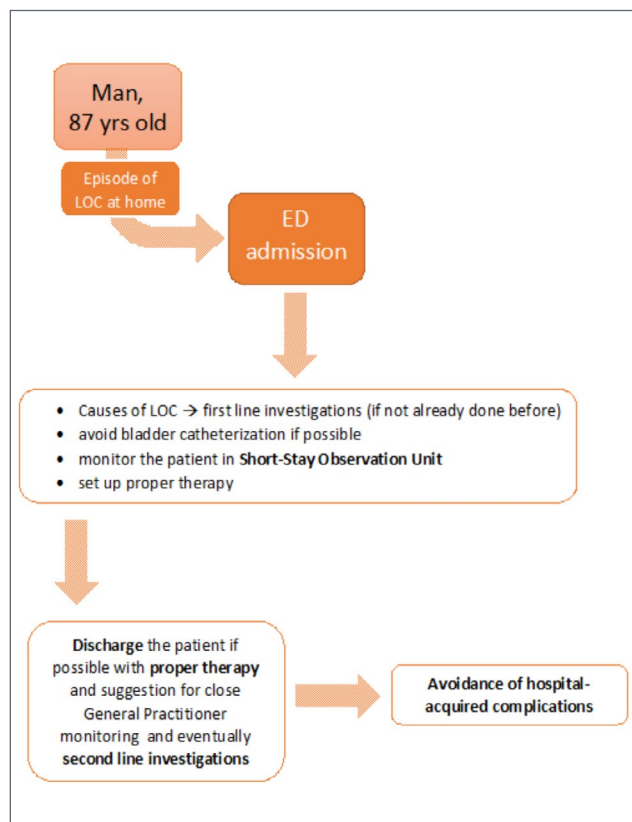 Man,
87 yrs old
Episode of
LOC at home
ED
admission
• Causes of LOC → first line investigations (if not already done before)
• avoid bladder catheterization if possible
• monitor the patient in Short-Stay Observation Unit
• set up proper therapy
Discharge the patient if
possible with proper therapy
and suggestion for close
General Practitioner
monitoring and eventually
second line investigations
Avoidance of hospital-
acquired complications